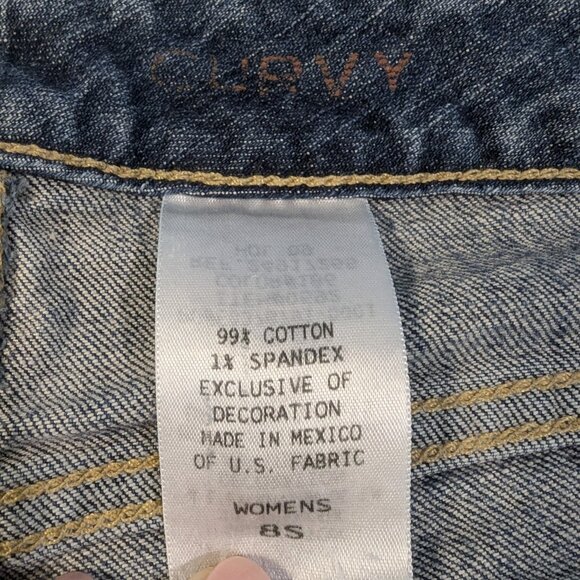 CURVY
99% COTTON
1% SPANDEX
EXCLUSIVE OF
DECORATION
MADE IN MEXICO
OF U.S. FABRIC
WOMENS
8S